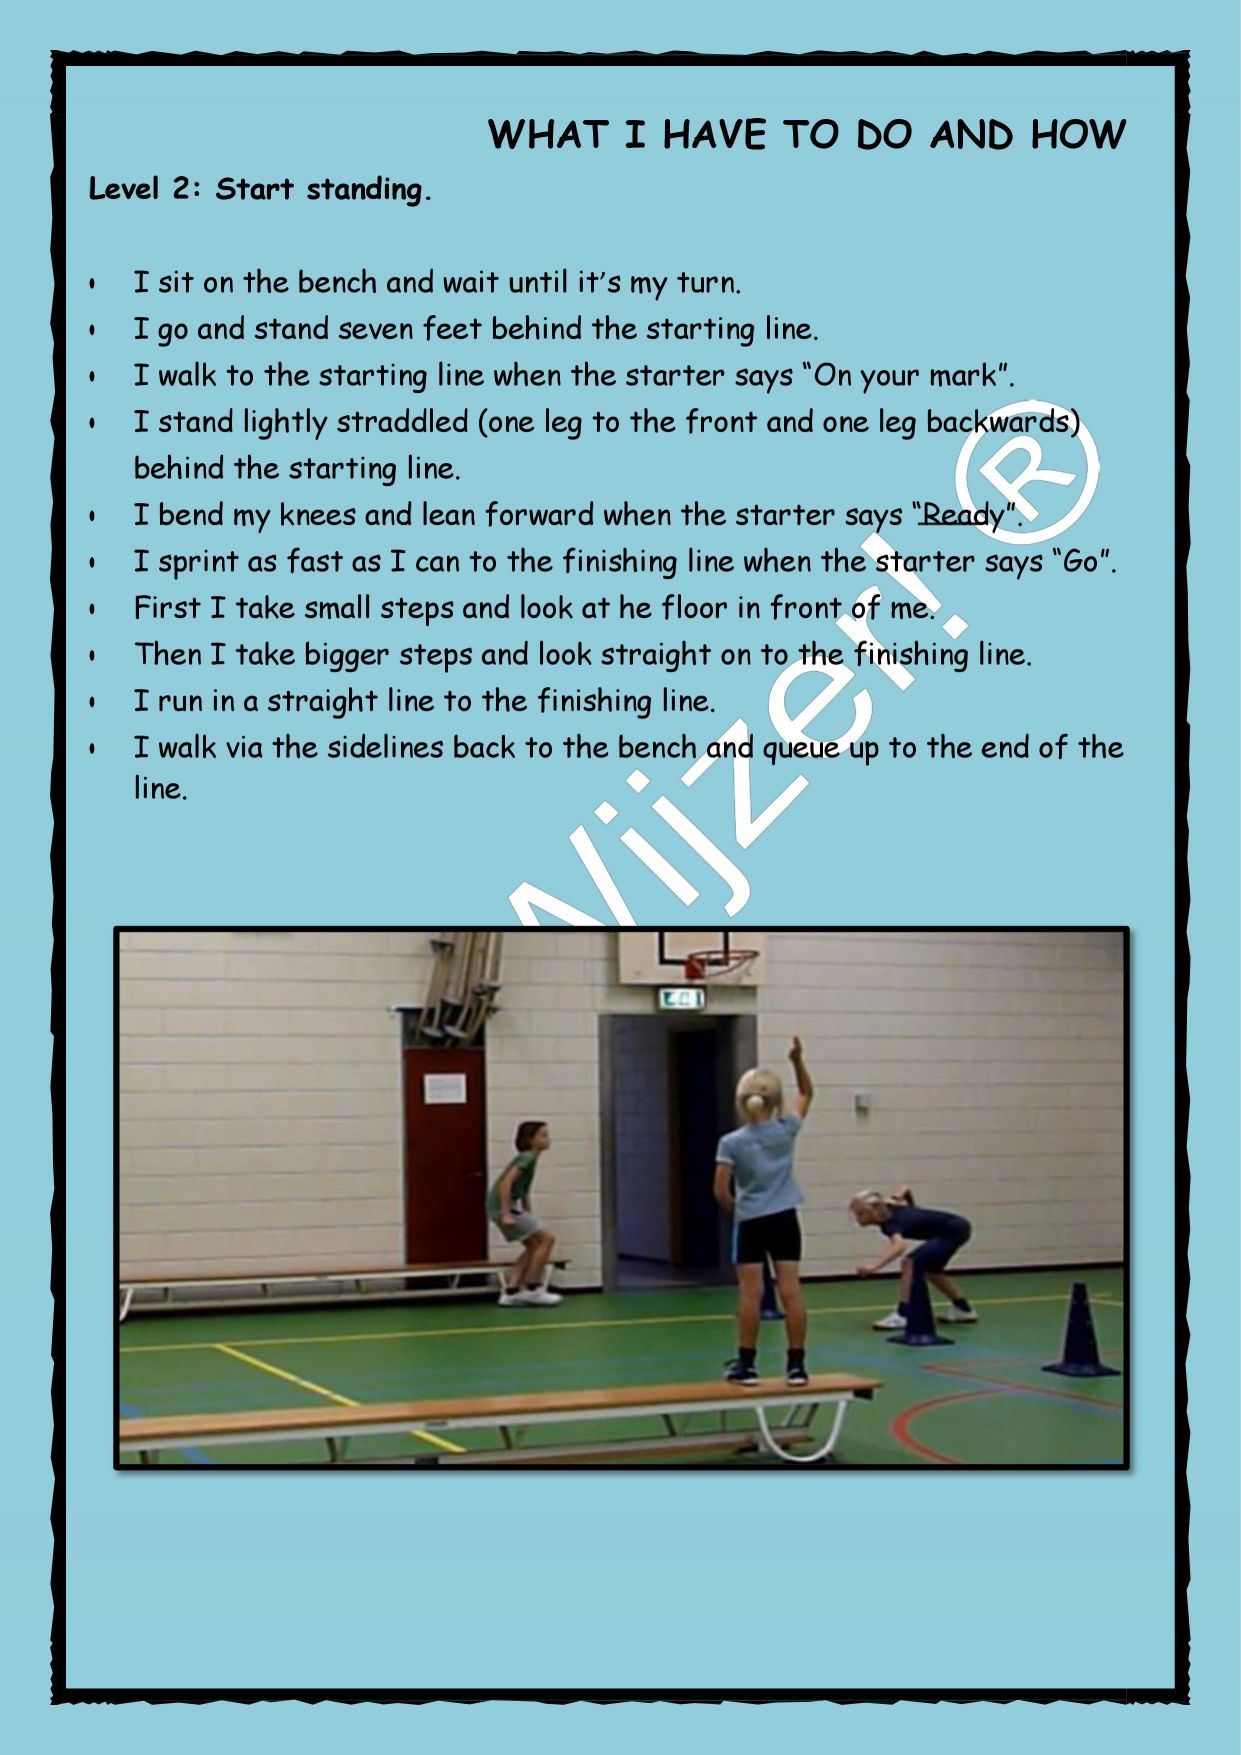 WHAT I HAVE TO DO AND HOW
Level 2: Start standing.
• I sit on the bench and wait until it’s my turn.
• I go and stand seven feet behind the starting line.
• I walk to the starting line when the starter says “On your mark”.
• I stand lightly straddled (one leg to the front and one leg backwards)
behind the starting line.
• I bend my knees and lean forward when the starter says “Ready”.
• I sprint as fast as I can to the finishing line when the starter says “Go”.
• First I take small steps and look at he floor in front of me.
• Then I take bigger steps and look straight on to the finishing line.
• I run in a straight line to the finishing line.
• I walk via the sidelines back to the bench and queue up to the end of the
line.
Wijzer! ®